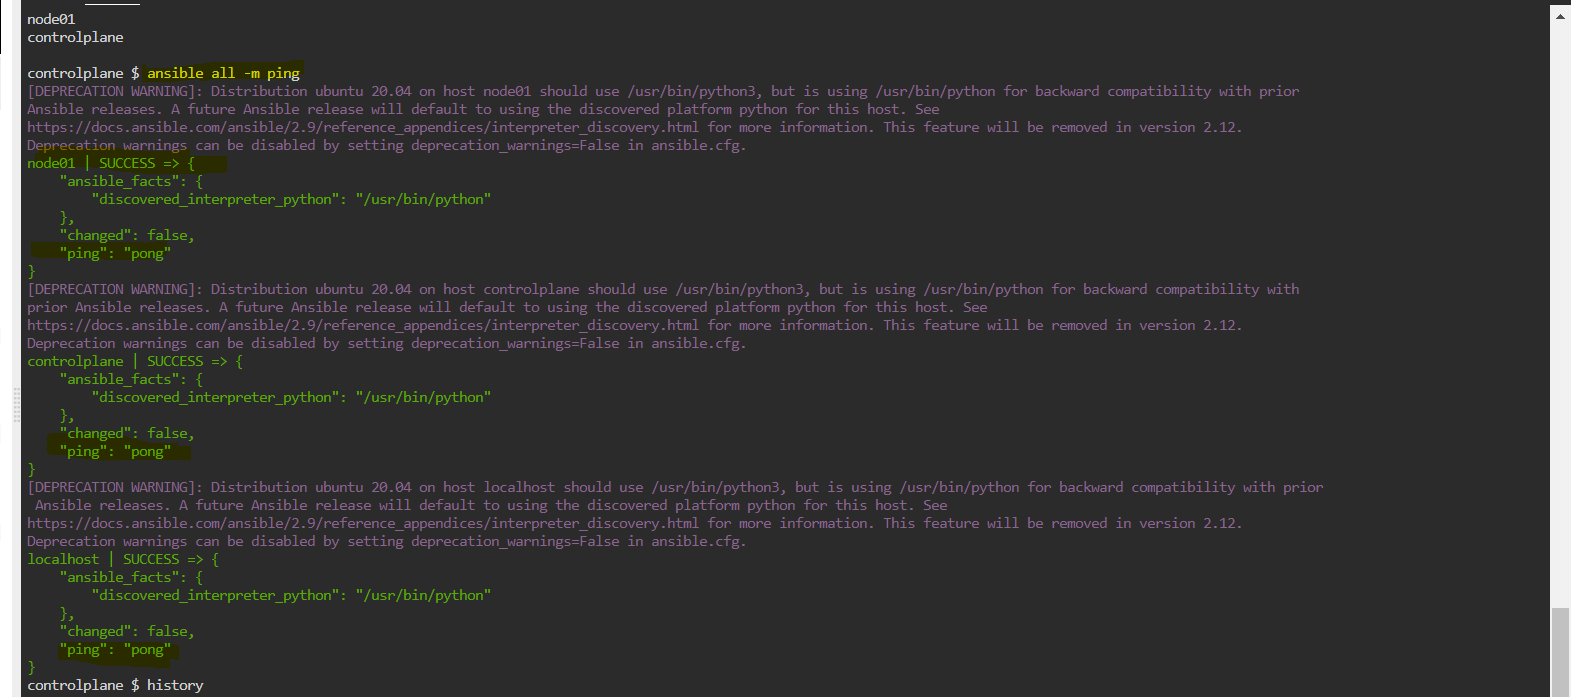 node01
controlplane
controlplane $ ansible all -m ping
[DEPRECATION WARNING]: Distribution ubuntu 20.04 on host node01 should use /usr/bin/python3, but is using /usr/bin/python for backward compatibility with prior
Ansible releases. A future Ansible release will default to using the discovered platform python for this host. See
https://docs.ansible.com/ansible/2.9/reference_appendices/interpreter_discovery.html for more information. This feature will be removed in version 2.12.
Deprecation warnings can be disabled by setting deprecation_warnings=False in ansible.cfg.
node01 | SUCCESS => {
    "ansible_facts": {
        "discovered_interpreter_python": "/usr/bin/python"
    },
    "changed": false,
    "ping": "pong"
}
[DEPRECATION WARNING]: Distribution ubuntu 20.04 on host controlplane should use /usr/bin/python3, but is using /usr/bin/python for backward compatibility with
prior Ansible releases. A future Ansible release will default to using the discovered platform python for this host. See
https://docs.ansible.com/ansible/2.9/reference_appendices/interpreter_discovery.html for more information. This feature will be removed in version 2.12.
Deprecation warnings can be disabled by setting deprecation_warnings=False in ansible.cfg.
controlplane | SUCCESS => {
    "ansible_facts": {
        "discovered_interpreter_python": "/usr/bin/python"
    },
    "changed": false,
    "ping": "pong"
}
[DEPRECATION WARNING]: Distribution ubuntu 20.04 on host localhost should use /usr/bin/python3, but is using /usr/bin/python for backward compatibility with prior
 Ansible releases. A future Ansible release will default to using the discovered platform python for this host. See
https://docs.ansible.com/ansible/2.9/reference_appendices/interpreter_discovery.html for more information. This feature will be removed in version 2.12.
Deprecation warnings can be disabled by setting deprecation_warnings=False in ansible.cfg.
localhost | SUCCESS => {
    "ansible_facts": {
        "discovered_interpreter_python": "/usr/bin/python"
    },
    "changed": false,
    "ping": "pong"
}
controlplane $ history